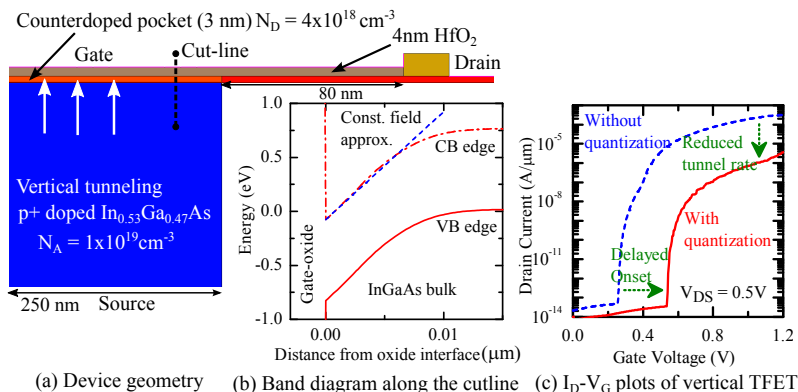 Counterdoped pocket (3 nm) N_D = 4x10^18 cm^-3
Gate
Cut-line
4nm HfO_2
Drain
80 nm
Vertical tunneling
p+ doped In_0.53Ga_0.47As
N_A = 1x10^19cm^-3
250 nm
Source
(a) Device geometry
1.0
0.75
0.5
0.0
-0.5
-1.0
Energy (eV)
Const. field
approx.
CB edge
VB edge
Gate-oxide
InGaAs bulk
0.00
0.01
Distance from oxide interface(μm)
(b) Band diagram along the cutline
10^-5
10^-8
10^-11
10^-14
Drain Current (A/μm)
Without
quantization
Reduced
tunnel rate
With
quantization
Delayed
Onset
V_DS = 0.5V
0.0 0.4 0.8 1.2
Gate Voltage (V)
(c) I_D-V_G plots of vertical TFET